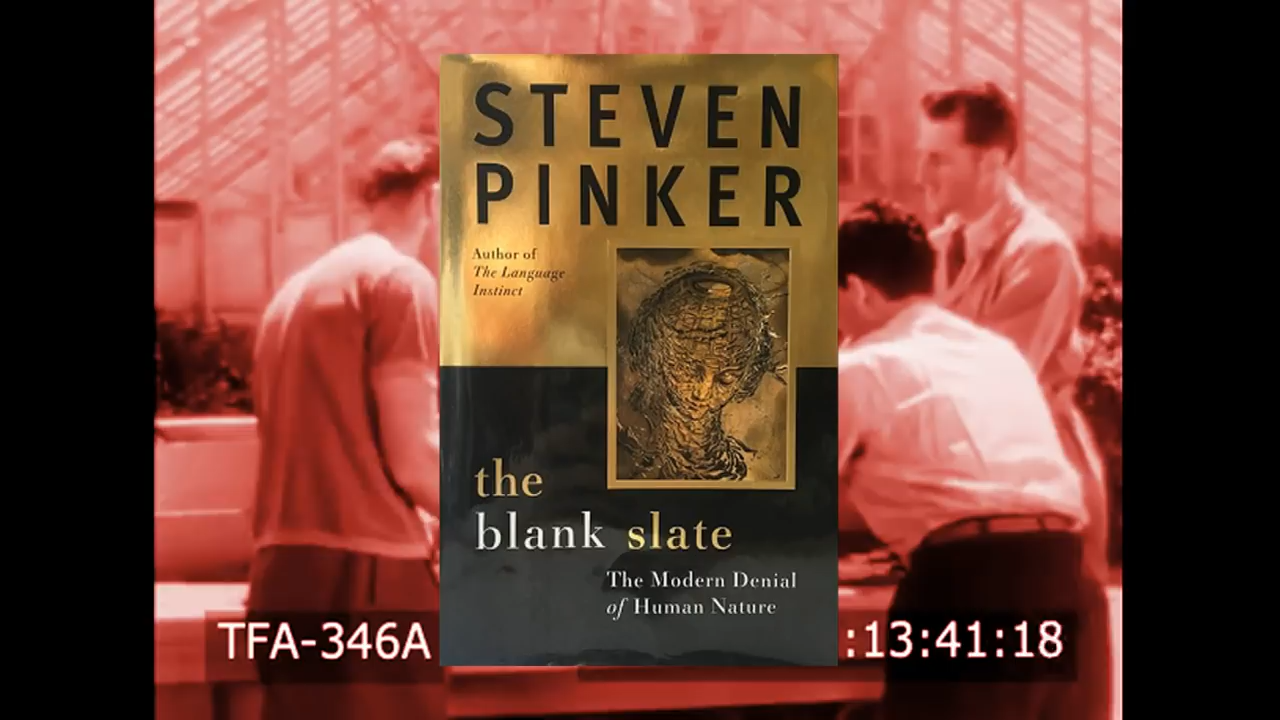 STEVEN
PINKER
Author of
The Language
Instinct
the
blank slate
The Modern Denial
of Human Nature
TFA-346A
:13:41:18